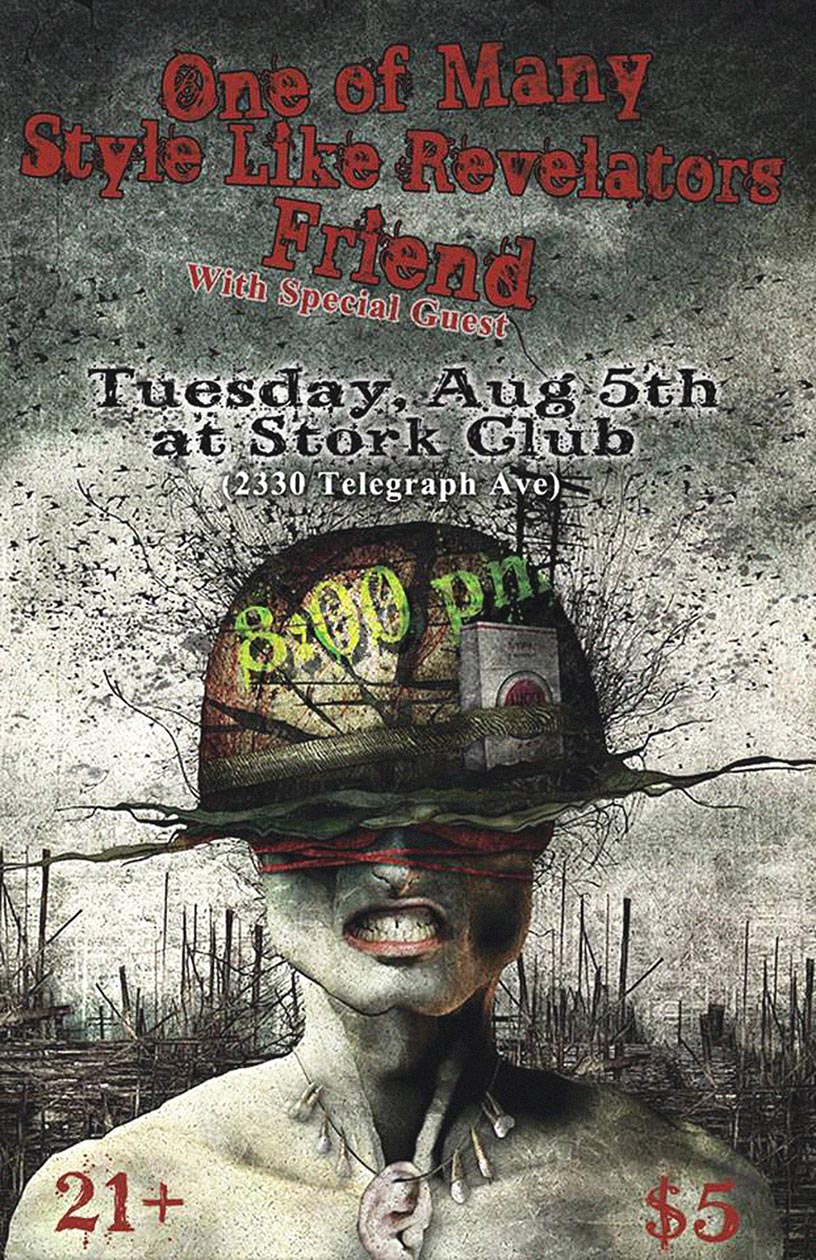 One of Many
Style Like Revelators
Friend
With Special Guest
Tuesday, Aug 5th
at Stork Club
(2330 Telegraph Ave)
8:00 pm
21+
$5